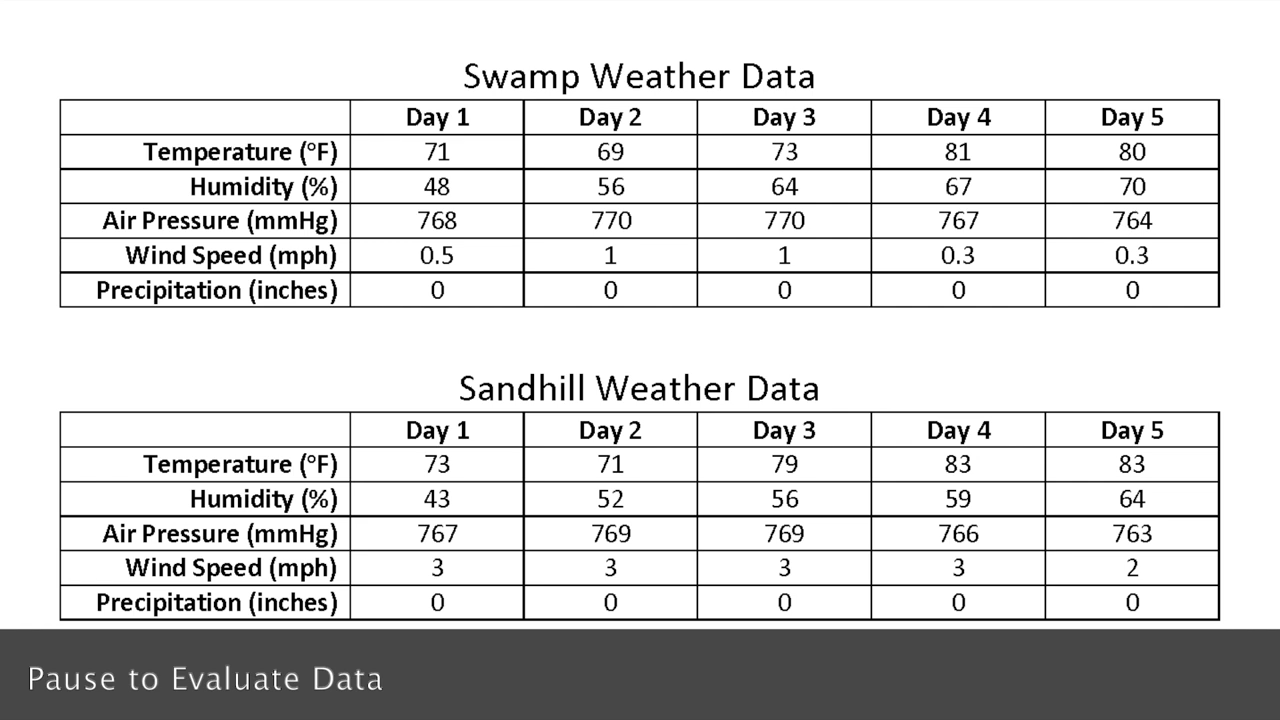 Swamp Weather Data
Day 1 Day 2 Day 3 Day 4 Day 5
Temperature (°F) 71 69 73 81 80
Humidity (%) 48 56 64 67 70
Air Pressure (mmHg) 768 770 770 767 764
Wind Speed (mph) 0.5 1 1 0.3 0.3
Precipitation (inches) 0 0 0 0 0
Sandhill Weather Data
Day 1 Day 2 Day 3 Day 4 Day 5
Temperature (°F) 73 71 79 83 83
Humidity (%) 43 52 56 59 64
Air Pressure (mmHg) 767 769 769 766 763
Wind Speed (mph) 3 3 3 3 2
Precipitation (inches) 0 0 0 0 0
Pause to Evaluate Data